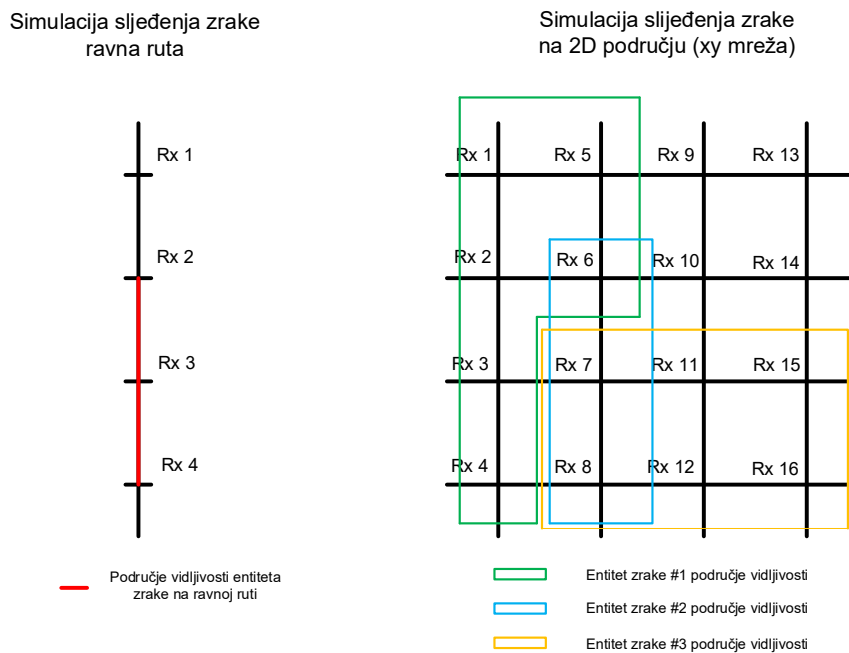 Simulacija sljeđenja zrake
ravna ruta
Simulacija slijeđenja zrake
na 2D području (xy mreža)
Rx 1
Rx 2
Rx 3
Rx 4
Rx 1
Rx 5
Rx 9
Rx 13
Rx 2
Rx 6
Rx 10
Rx 14
Rx 3
Rx 7
Rx 11
Rx 15
Rx 4
Rx 8
Rx 12
Rx 16
Područje vidljivosti entiteta
zrake na ravnoj ruti
Entitet zrake #1 područje vidljivosti
Entitet zrake #2 područje vidljivosti
Entitet zrake #3 područje vidljivosti